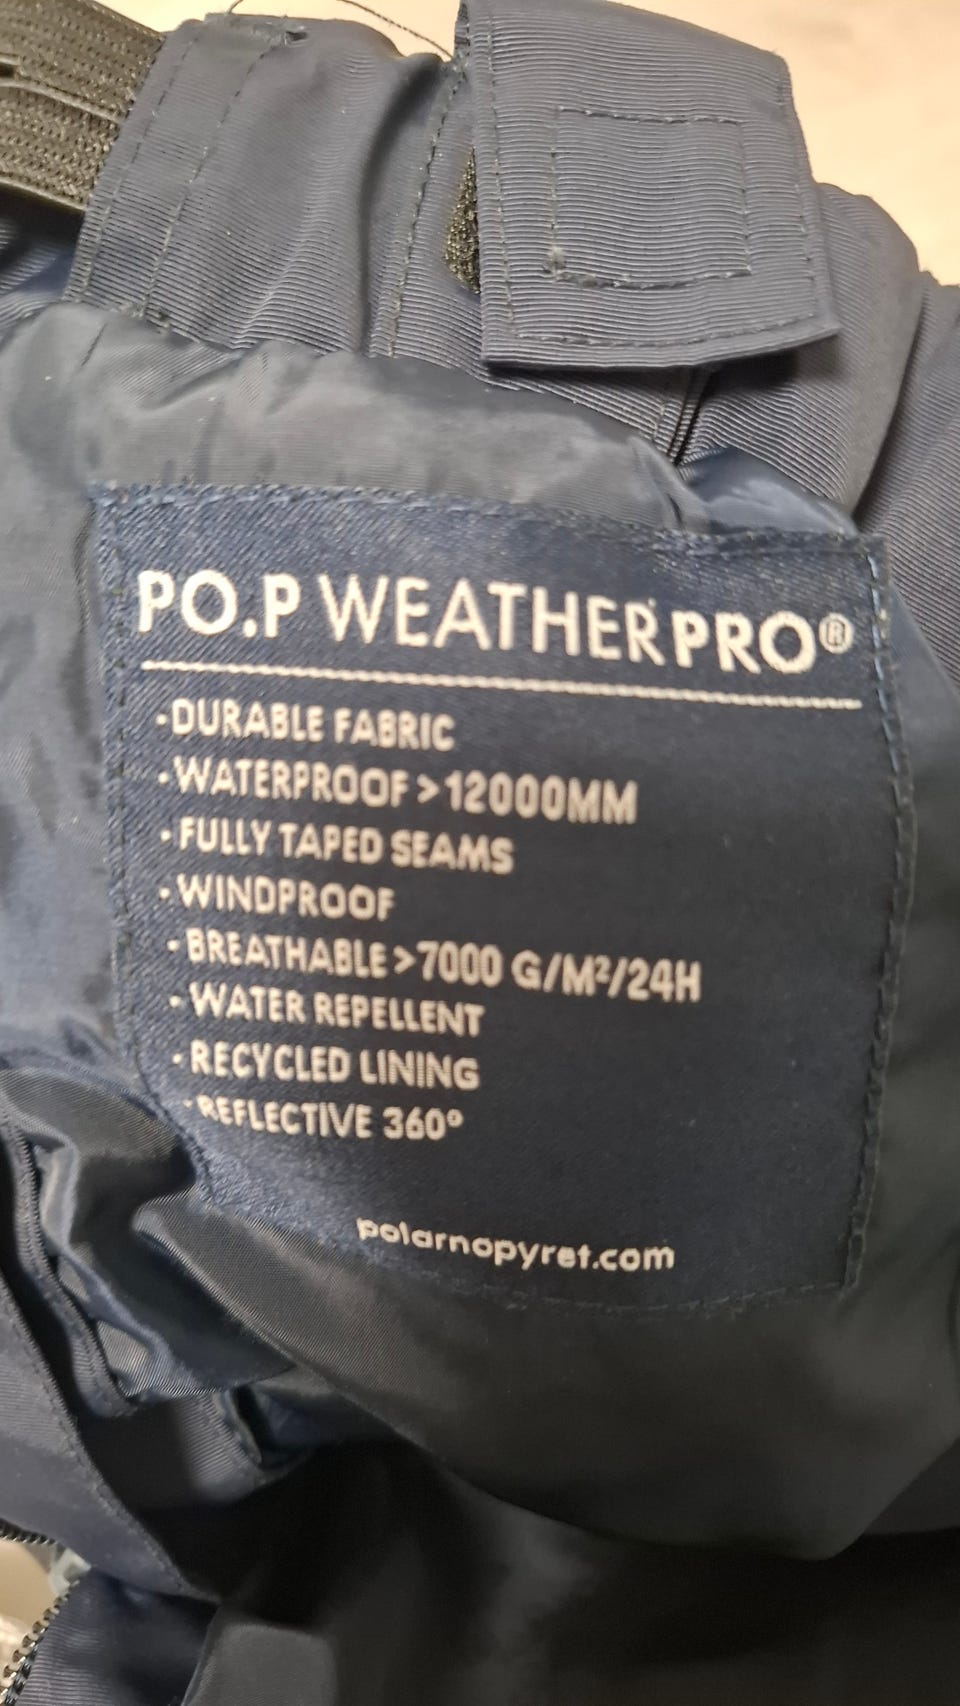 PO.P WEATHERPRO®
-DURABLE FABRIC
-WATERPROOF >12000MM
-FULLY TAPED SEAMS
-WINDPROOF
-BREATHABLE >7000 G/M²/24H
-WATER REPELLENT
-RECYCLED LINING
-REFLECTIVE 360°
polarnopyret.com